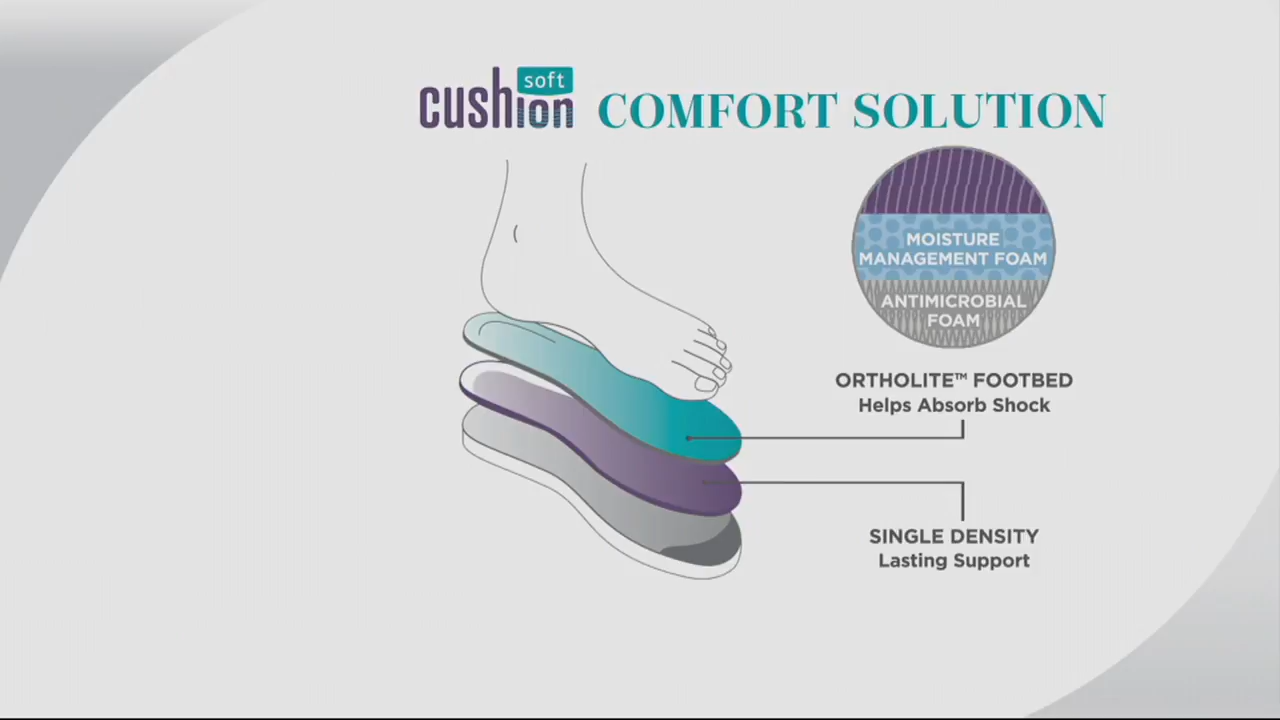 cushion soft COMFORT SOLUTION
MOISTURE
MANAGEMENT FOAM
ANTIMICROBIAL
FOAM
ORTHOLITE™ FOOTBED
Helps Absorb Shock
SINGLE DENSITY
Lasting Support